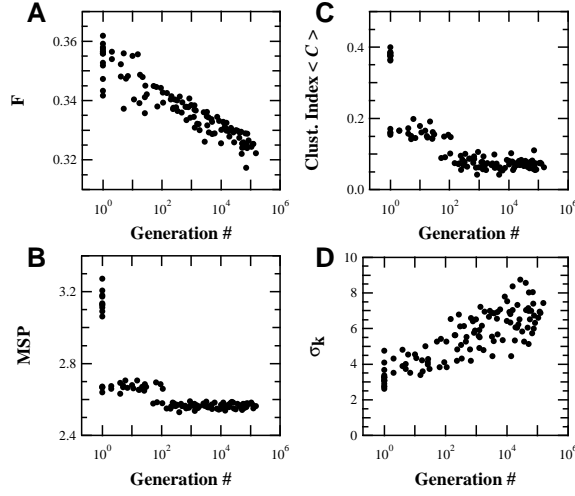 A
0.36
0.34
0.32
F
10^0 10^2 10^4 10^6
Generation #
C
0.4
0.2
0.0
Clust. Index < C >
10^0 10^2 10^4 10^6
Generation #
B
3.2
2.8
2.4
MSP
10^0 10^2 10^4 10^6
Generation #
D
10
8
6
4
2
0
σk
10^0 10^2 10^4 10^6
Generation #